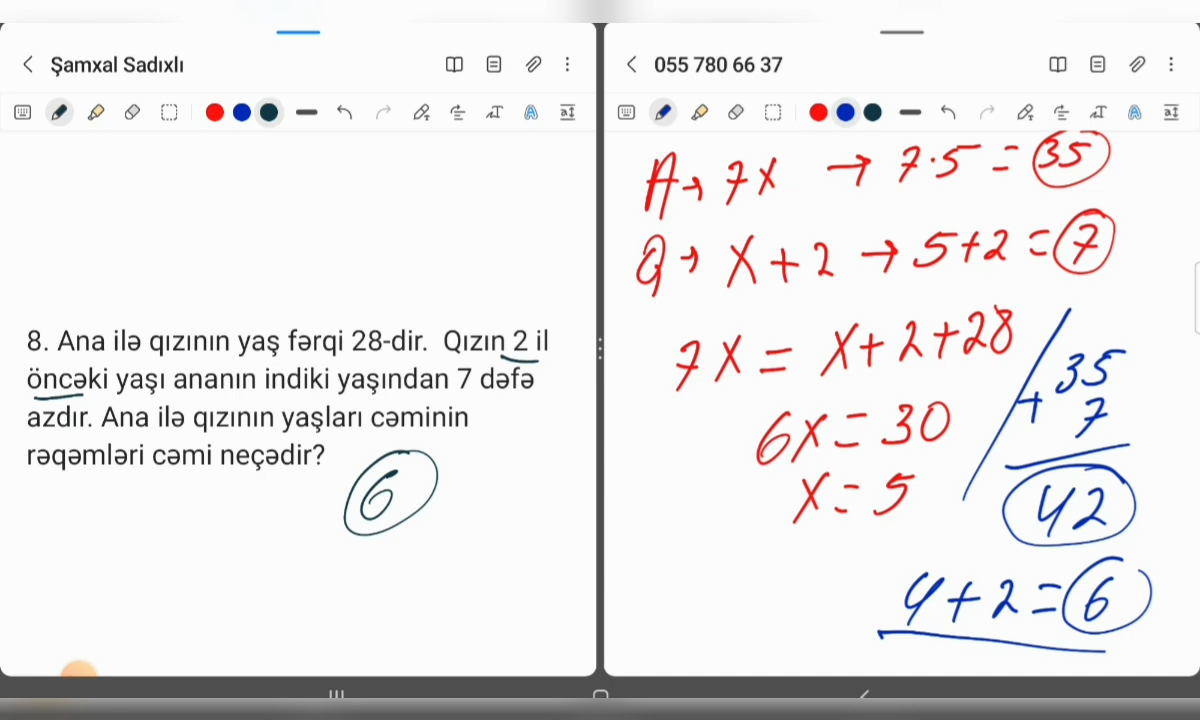 Şamxal Sadıxlı
8. Ana ilə qızının yaş fərqi 28-dir. Qızın 2 il
öncəki yaşı ananın indiki yaşından 7 dəfə
azdır. Ana ilə qızının yaşları cəminin
rəqəmləri cəmi neçədir?
6
055 780 66 37
A→ 7x → 7·5 = 35
Q→ x+2 → 5+2 = 7
7x = x+2+28
6x = 30
x = 5
35
+ 7
42
4+2=6